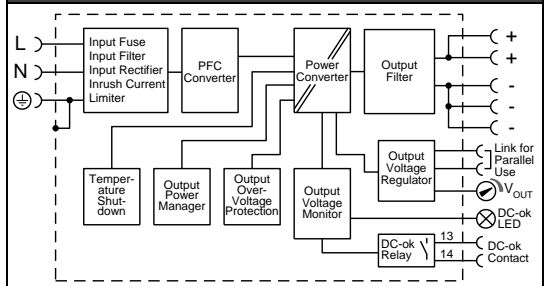 L
N
Input Fuse
Input Filter
Input Rectifier
Inrush Current
Limiter
PFC
Converter
Power
Converter
Output
Filter
+
+
-
-
-
Temper-
ature
Shut-
down
Output
Power
Manager
Output
Over-
Voltage
Protection
Output
Voltage
Monitor
Output
Voltage
Regulator
Link for
Parallel
Use
VOUT
DC-ok
LED
DC-ok
Relay
13
14
DC-ok
Contact